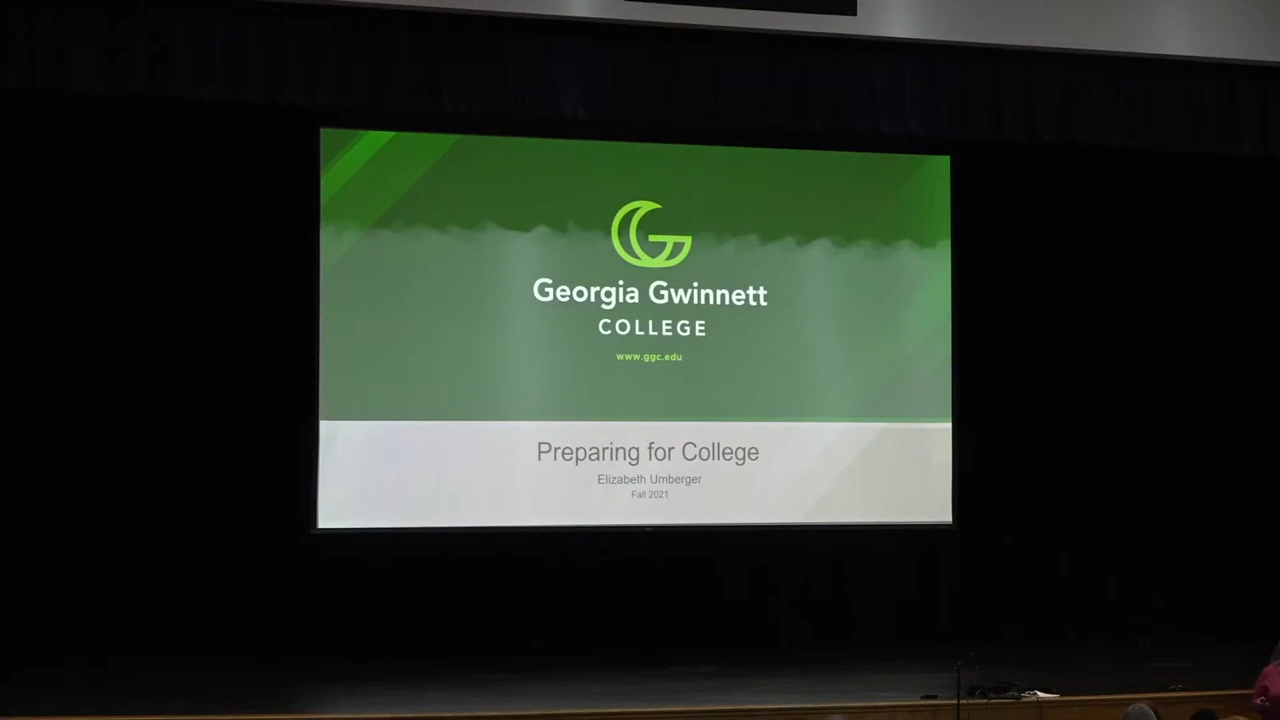 Georgia Gwinnett
COLLEGE
www.ggc.edu
Preparing for College
Elizabeth Umberger
Fall 2021